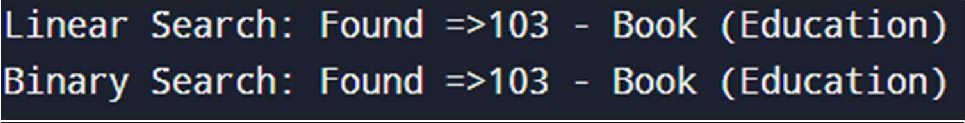 Linear Search: Found =>103 - Book (Education)
Binary Search: Found =>103 - Book (Education)